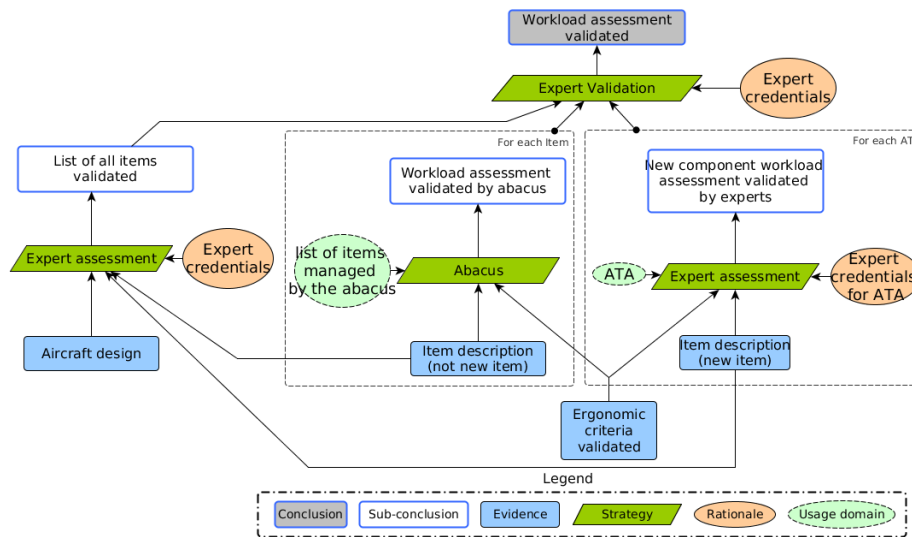 Workload assessment
validated
Expert Validation
Expert
credentials
For each Item
For each AT
List of all items
validated
Workload assessment
validated by abacus
New component workload
assessment validated
by experts
Expert assessment
Expert
credentials
list of items
managed
by the abacus
Abacus
ATA
Expert assessment
Expert
credentials
for ATA
Aircraft design
Item description
(not new item)
Item description
(new item)
Ergonomic
criteria
validated
Legend
Conclusion
Sub-conclusion
Evidence
Strategy
Rationale
Usage domain